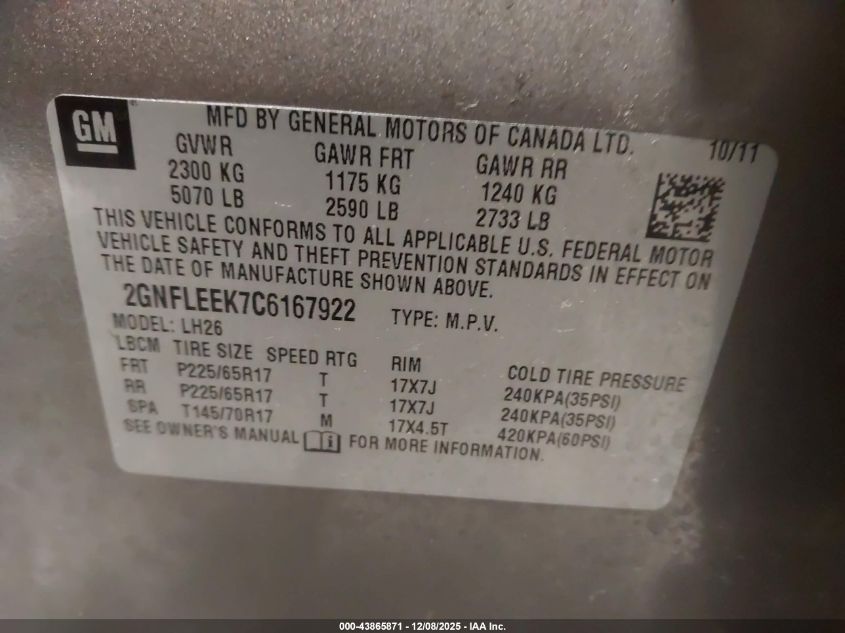 GM
MFD BY GENERAL MOTORS OF CANADA LTD. 10/11
GVWR GAWR FRT GAWR RR
2300 KG 1175 KG 1240 KG
5070 LB 2590 LB 2733 LB
THIS VEHICLE CONFORMS TO ALL APPLICABLE U.S. FEDERAL MOTOR
VEHICLE SAFETY AND THEFT PREVENTION STANDARDS IN EFFECT ON
THE DATE OF MANUFACTURE SHOWN ABOVE.
2GNFLEEK7C6167922 TYPE: M.P.V.
MODEL: LH26
LBCM TIRE SIZE SPEED RTG RIM COLD TIRE PRESSURE
FRT P225/65R17 T 17X7J 240KPA(35PSI)
RR P225/65R17 T 17X7J 240KPA(35PSI)
SPA T145/70R17 M 17X4.5T 420KPA(60PSI)
SEE OWNER'S MANUAL FOR MORE INFORMATION.
000-43865871 - 12/08/2025 - IAA Inc.